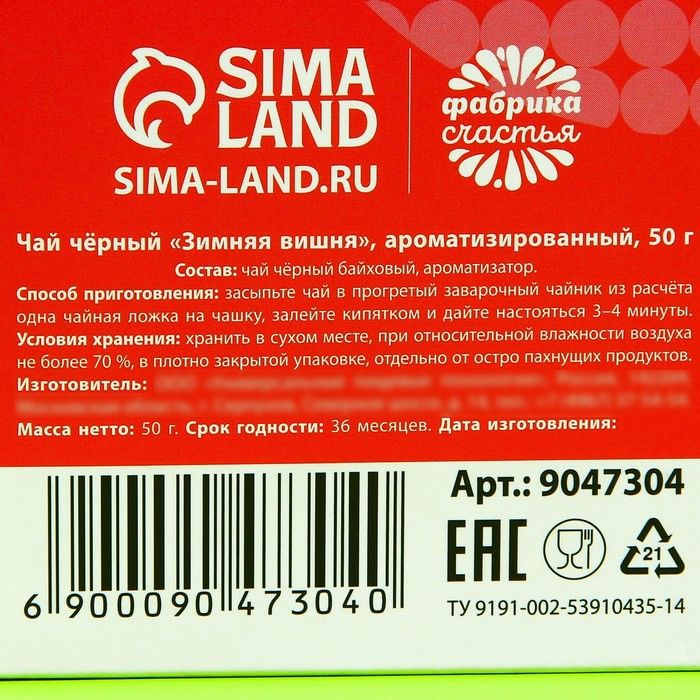 SIMA
LAND
SIMA-LAND.RU
фабрика
счастья
Чай чёрный «Зимняя вишня», ароматизированный, 50 г
Состав: чай чёрный байховый, ароматизатор.
Способ приготовления: засыпьте чай в прогретый заварочный чайник из расчёта
одна чайная ложка на чашку, залейте кипятком и дайте настояться 3–4 минуты.
Условия хранения: хранить в сухом месте, при относительной влажности воздуха
не более 70 %, в плотно закрытой упаковке, отдельно от остро пахнущих продуктов.
Изготовитель:
Масса нетто: 50 г. Срок годности: 36 месяцев. Дата изготовления:
Арт.: 9047304
EAC
21
6 900090 473040
ТУ 9191-002-53910435-14